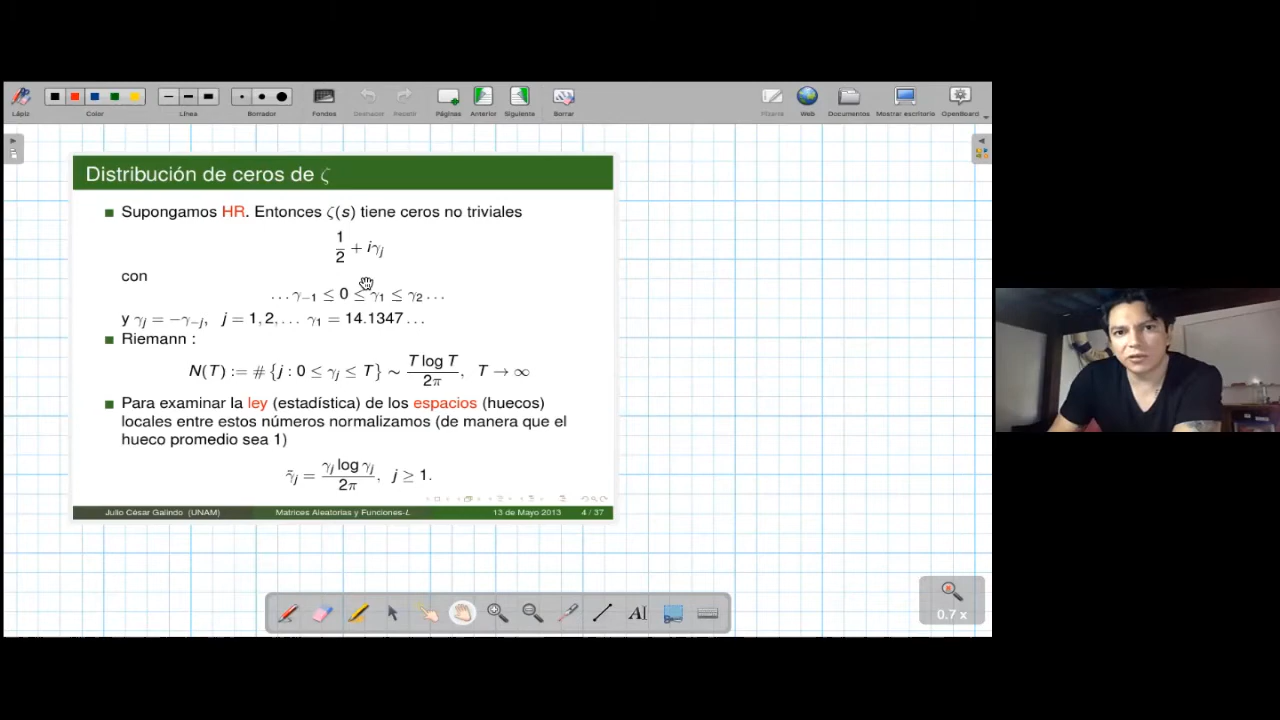 Lápiz Color Línea Borrador Fondos Deshacer Repetir Páginas Anterior Siguiente Borrar Pizarra Web Documentos Mostrar escritorio OpenBoard
Distribución de ceros de ζ
Supongamos HR. Entonces ζ(s) tiene ceros no triviales
1/2 + iγ_j
con
... γ_{-1} ≤ 0 ≤ γ_1 ≤ γ_2 ...
y γ_j = −γ_{-j}, j = 1, 2, ... γ_1 = 14.1347 ...
Riemann :
N(T) := # {j : 0 ≤ γ_j ≤ T} ∼ T log T / 2π, T → ∞
Para examinar la ley (estadística) de los espacios (huecos)
locales entre estos números normalizamos (de manera que el
hueco promedio sea 1)
γ̄_j = γ_j log γ_j / 2π, j ≥ 1.
Julio César Galindo (UNAM) Matrices Aleatorias y Funciones-L 13 de Mayo 2013 4 / 37
0.7 x